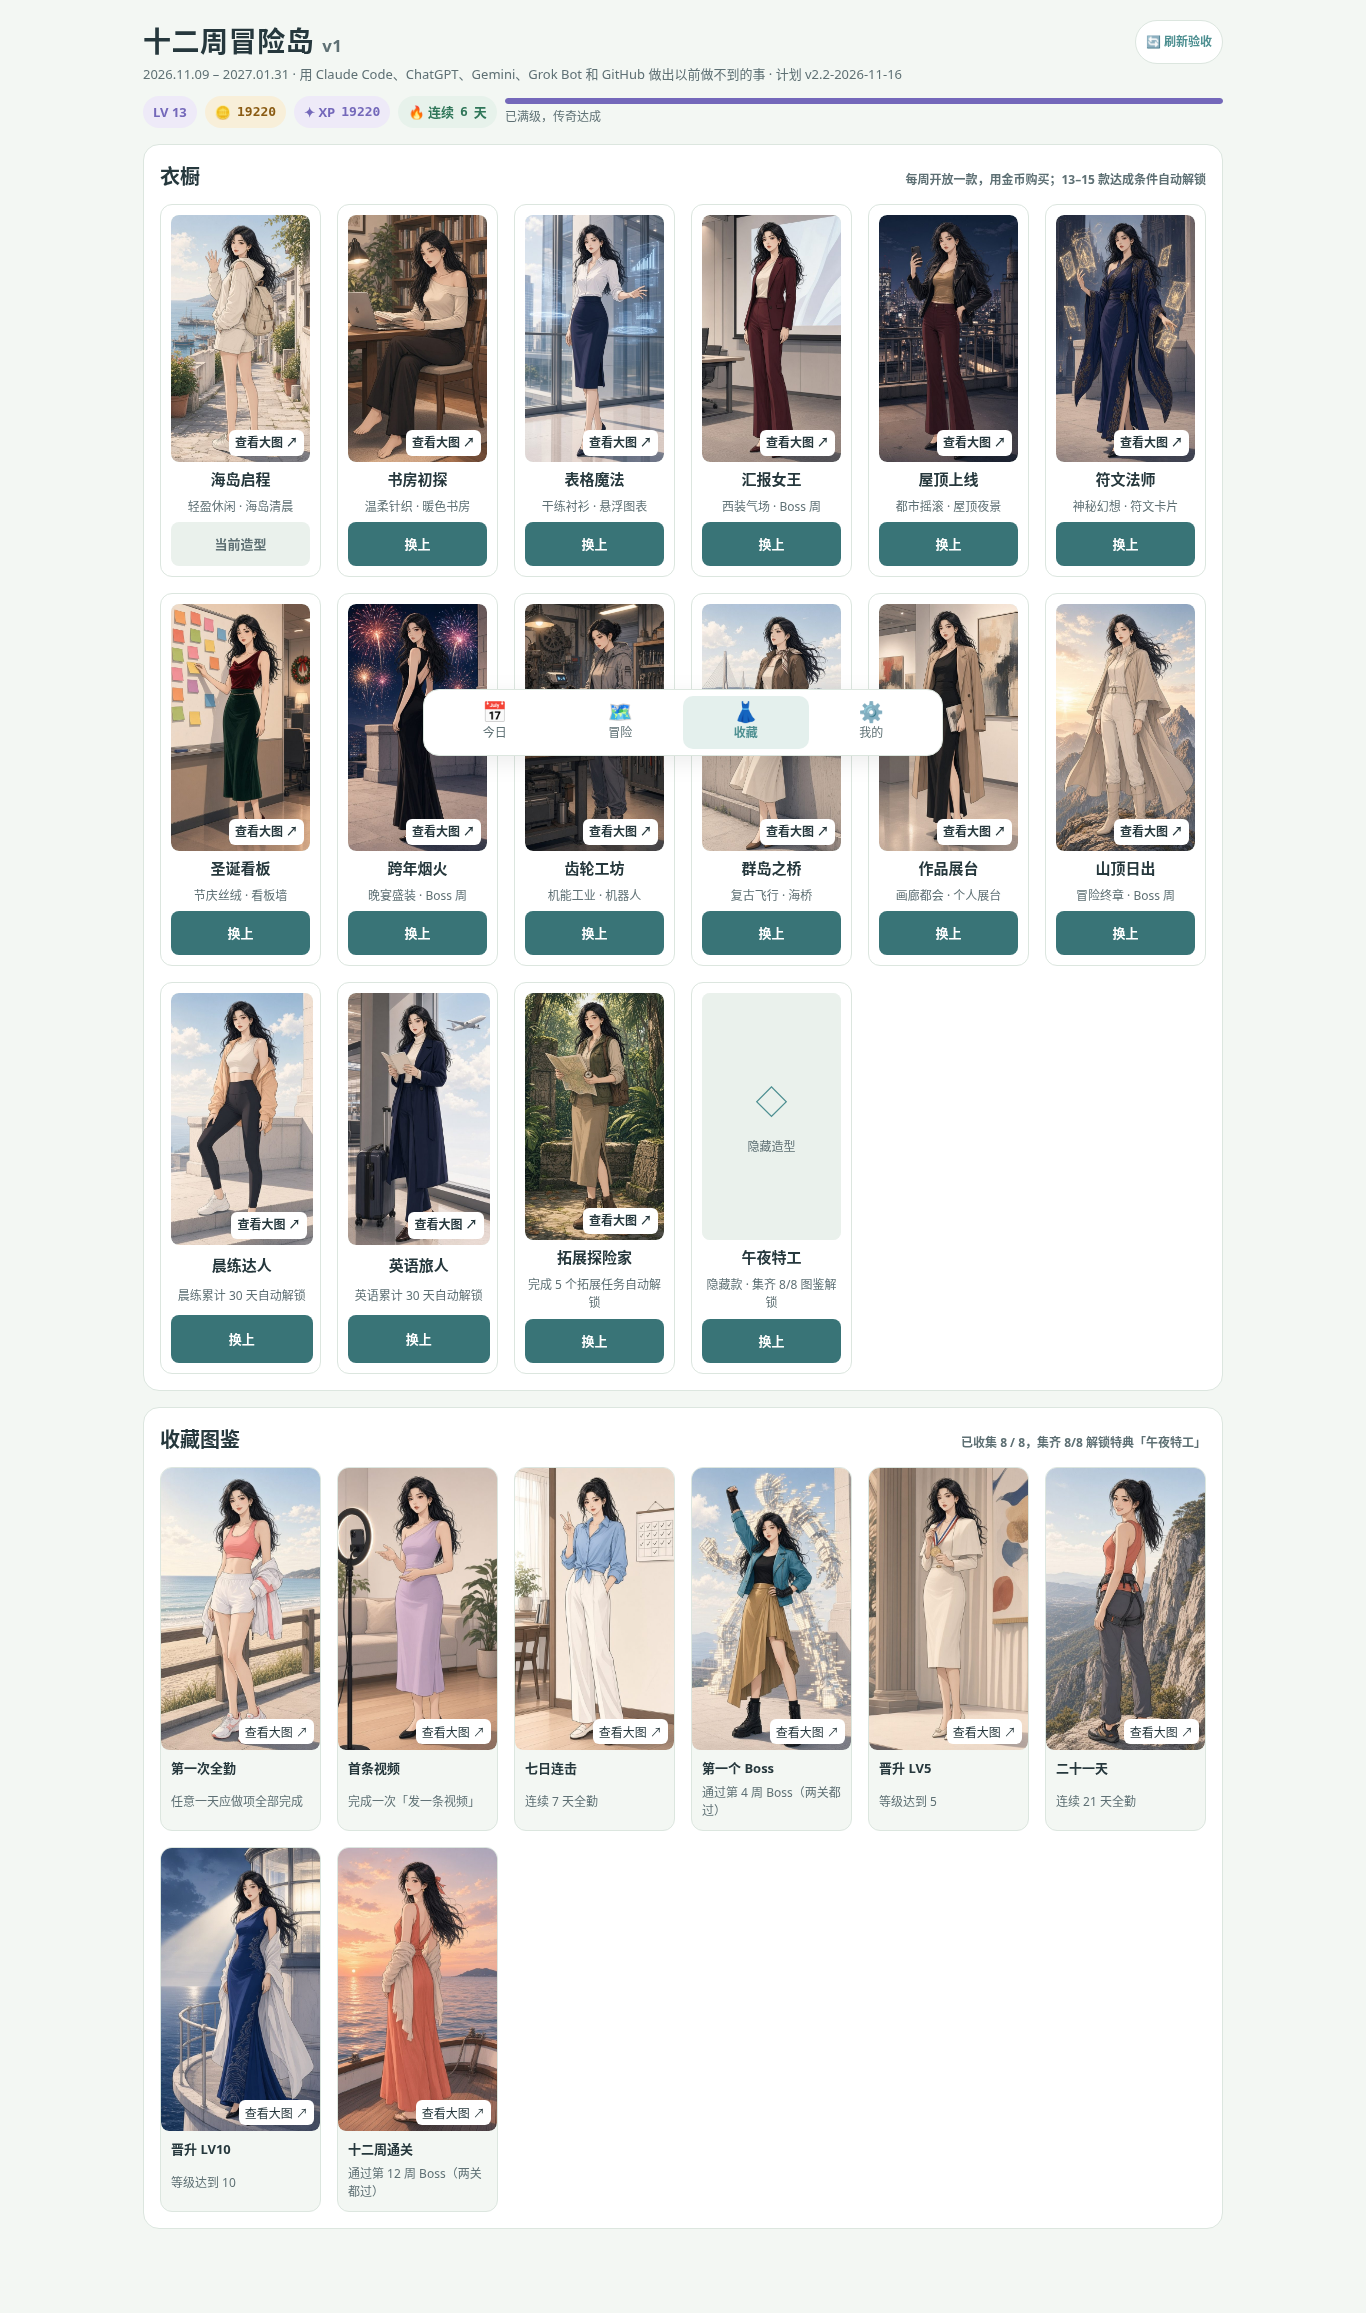 十二周冒险岛 v1
🔄 刷新验收
2026.11.09 – 2027.01.31 · 用 Claude Code、ChatGPT、Gemini、Grok Bot 和 GitHub 做出以前做不到的事 · 计划 v2.2-2026-11-16
LV 13
🪙 19220
✦ XP 19220
🔥 连续 6 天
已满级，传奇达成
衣橱
每周开放一款，用金币购买；13–15 款达成条件自动解锁
查看大图 ↗
查看大图 ↗
查看大图 ↗
查看大图 ↗
查看大图 ↗
查看大图 ↗
海岛启程
书房初探
表格魔法
汇报女王
屋顶上线
符文法师
轻盈休闲 · 海岛清晨
温柔针织 · 暖色书房
干练衬衫 · 悬浮图表
西装气场 · Boss 周
都市摇滚 · 屋顶夜景
神秘幻想 · 符文卡片
当前造型
换上
换上
换上
换上
换上
📅 今日
🗺️ 冒险
👗 收藏
⚙️ 我的
查看大图 ↗
查看大图 ↗
查看大图 ↗
查看大图 ↗
查看大图 ↗
查看大图 ↗
圣诞看板
跨年烟火
齿轮工坊
群岛之桥
作品展台
山顶日出
节庆丝绒 · 看板墙
晚宴盛装 · Boss 周
机能工业 · 机器人
复古飞行 · 海桥
画廊都会 · 个人展台
冒险终章 · Boss 周
换上
换上
换上
换上
换上
换上
隐藏造型
查看大图 ↗
查看大图 ↗
查看大图 ↗
晨练达人
英语旅人
拓展探险家
午夜特工
晨练累计 30 天自动解锁
英语累计 30 天自动解锁
完成 5 个拓展任务自动解
锁
隐藏款 · 集齐 8/8 图鉴解
锁
换上
换上
换上
换上
收藏图鉴
已收集 8 / 8，集齐 8/8 解锁特典「午夜特工」
查看大图 ↗
查看大图 ↗
查看大图 ↗
查看大图 ↗
查看大图 ↗
查看大图 ↗
第一次全勤
首条视频
七日连击
第一个 Boss
晋升 LV5
二十一天
任意一天应做项全部完成
完成一次「发一条视频」
连续 7 天全勤
通过第 4 周 Boss（两关都
过）
等级达到 5
连续 21 天全勤
查看大图 ↗
查看大图 ↗
晋升 LV10
十二周通关
等级达到 10
通过第 12 周 Boss（两关
都过）